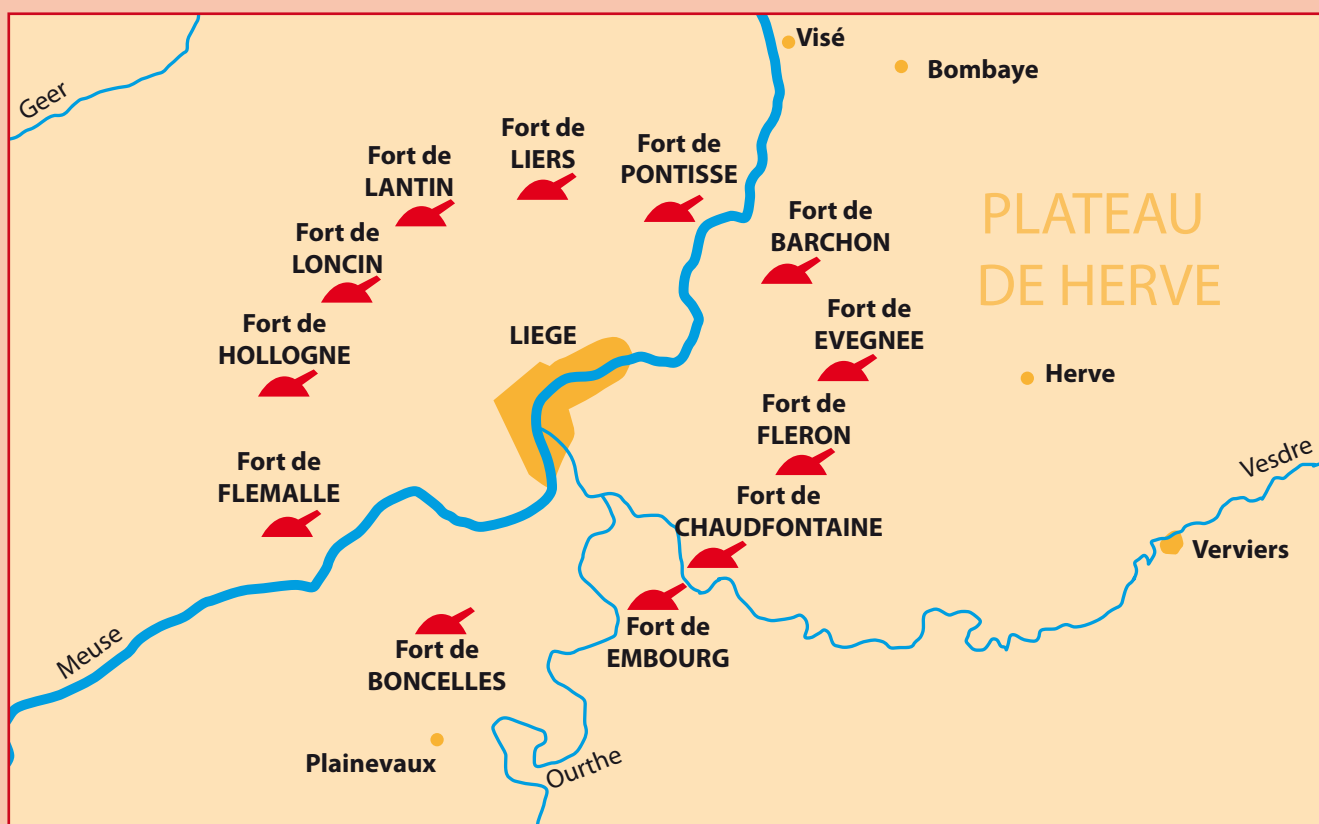 Visé
Bombaye
Geer
Fort de
LIERS
Fort de
PONTISSE
Fort de
LANTIN
PLATEAU
DE HERVE
Fort de
BARCHON
Fort de
LONCIN
Fort de
EVEGNEE
Fort de
HOLLOGNE
LIEGE
Herve
Fort de
FLERON
Vesdre
Fort de
FLEMALLE
Fort de
CHAUDFONTAINE
Verviers
Meuse
Fort de
EMBOURG
Fort de
BONCELLES
Plainevaux
Ourthe